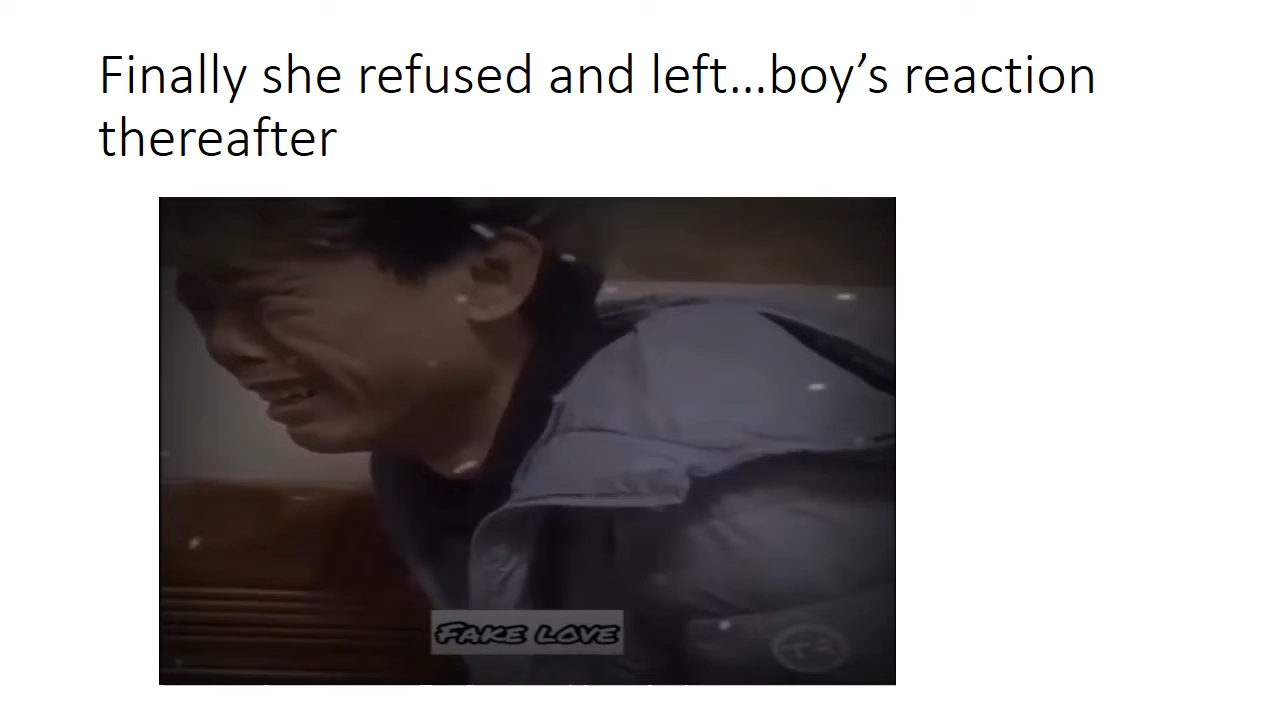 Finally she refused and left…boy’s reaction
thereafter
FAKE LOVE